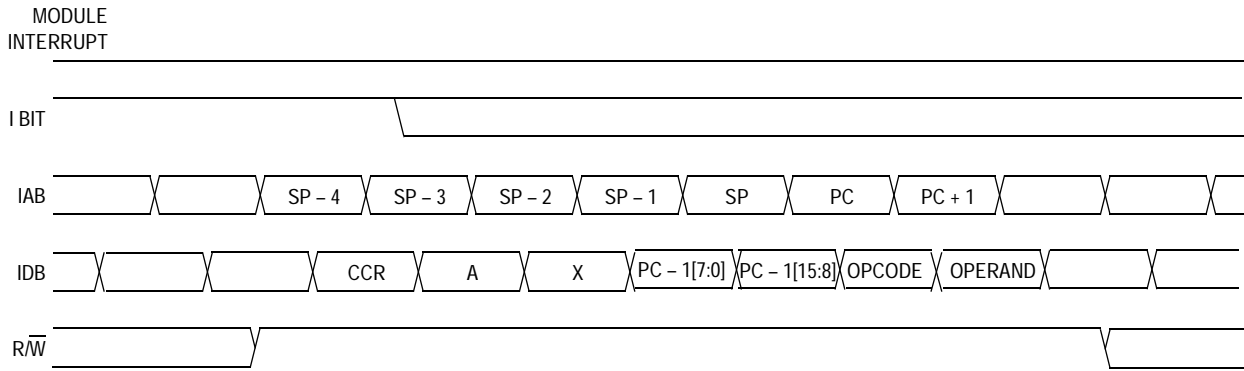 MODULE
INTERRUPT
I BIT
IAB SP – 4 SP – 3 SP – 2 SP – 1 SP PC PC + 1
IDB CCR A X PC – 1[7:0] PC – 1[15:8] OPCODE OPERAND
R/W̅